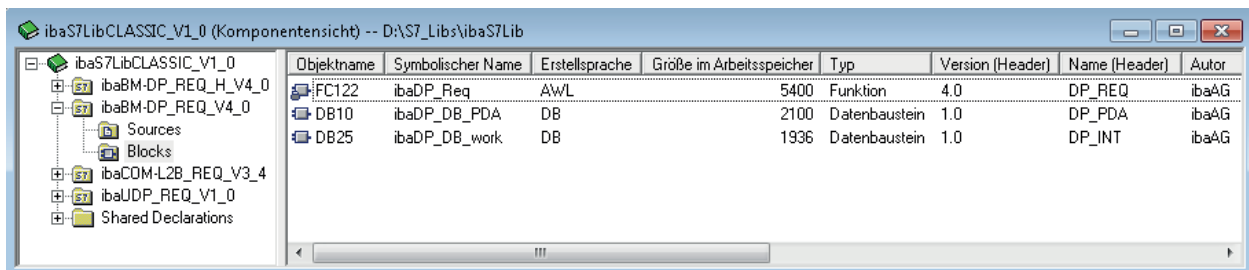 ibaS7LibCLASSIC_V1_0 (Komponentensicht) -- D:\S7_Libs\ibaS7Lib
ibaS7LibCLASSIC_V1_0
ibaBM-DP_REQ_H_V4_0
ibaBM-DP_REQ_V4_0
Sources
Blocks
ibaCOM-L2B_REQ_V3_4
ibaUDP_REQ_V1_0
Shared Declarations
Objektname Symbolischer Name Erstellsprache Größe im Arbeitsspeicher Typ Version (Header) Name (Header) Autor
FC122 ibaDP_Req AWL 5400 Funktion 4.0 DP_REQ ibaAG
DB10 ibaDP_DB_PDA DB 2100 Datenbaustein 1.0 DP_PDA ibaAG
DB25 ibaDP_DB_work DB 1936 Datenbaustein 1.0 DP_INT ibaAG